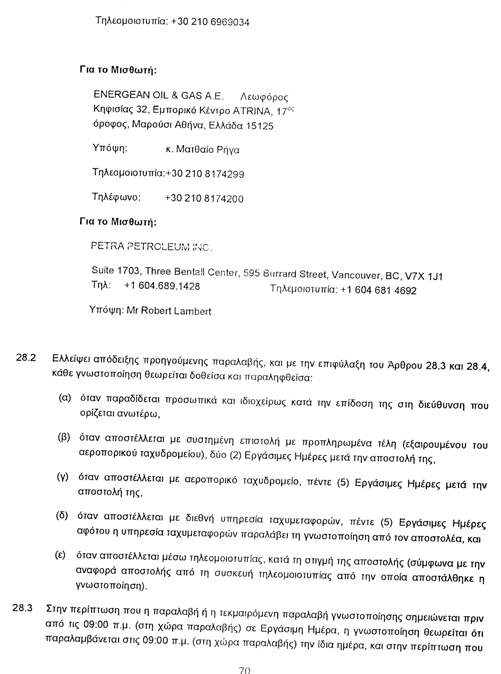 Τηλεομοιοτυπία: +30 210 6969034
Για το Μισθωτή:
ENERGEAN OIL & GAS A.E. Λεωφόρος
Κηφισίας 32, Εμπορικό Κέντρο ATRINA, 17ος
όροφος, Μαρούσι Αθήνα, Ελλάδα 15125
Υπόψη: κ. Ματθαίο Ρήγα
Τηλεομοιοτυπία:+30 210 8174299
Τηλέφωνο: +30 210 8174200
Για το Μισθωτή:
PETRA PETROLEUM INC.
Suite 1703, Three Bentall Center, 595 Burrard Street, Vancouver, BC, V7X 1J1
Τηλ: +1 604.689.1428 Τηλεμοιοτυπία: +1 604 681 4692
Υπόψη: Mr Robert Lambert
28.2 Ελλείψει απόδειξης προηγούμενης παραλαβής, και με την επιφύλαξη του Άρθρου 28.3 και 28.4,
κάθε γνωστοποίηση θεωρείται δοθείσα και παραληφθείσα:
(α) όταν παραδίδεται προσωπικά και ιδιοχείρως κατά την επίδοση της στη διεύθυνση που
ορίζεται ανωτέρω,
(β) όταν αποστέλλεται με συστημένη επιστολή με προπληρωμένα τέλη (εξαιρουμένου του
αεροπορικού ταχυδρομείου), δύο (2) Εργάσιμες Ημέρες μετά την αποστολή της,
(γ) όταν αποστέλλεται με αεροπορικό ταχυδρομείο, πέντε (5) Εργάσιμες Ημέρες μετά την
αποστολή της,
(δ) όταν αποστέλλεται με διεθνή υπηρεσία ταχυμεταφορών, πέντε (5) Εργάσιμες Ημέρες
αφότου η υπηρεσία ταχυμεταφορών παραλάβει τη γνωστοποίηση από τον αποστολέα, και
(ε) όταν αποστέλλεται μέσω τηλεομοιοτυπίας, κατά τη στιγμή της αποστολής (σύμφωνα με την
αναφορά αποστολής από τη συσκευή τηλεομοιοτυπίας από την οποία αποστάλθηκε η
γνωστοποίηση).
28.3 Στην περίπτωση που η παραλαβή ή η τεκμαιρόμενη παραλαβή γνωστοποίησης σημειώνεται πριν
από τις 09:00 π.μ. (στη χώρα παραλαβής) σε Εργάσιμη Ημέρα, η γνωστοποίηση θεωρείται ότι
παραλαμβάνεται στις 09:00 π.μ. (στη χώρα παραλαβής) την ίδια ημέρα, και στην περίπτωση που
70